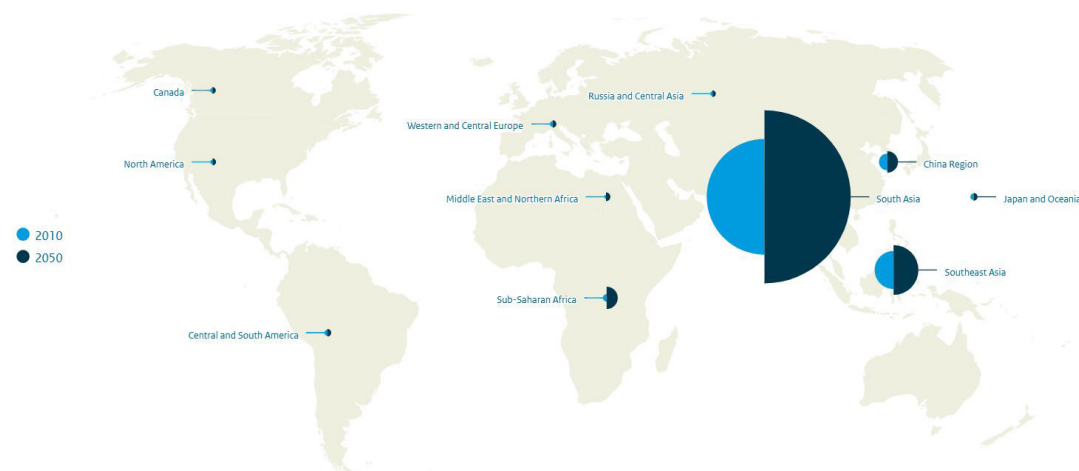 Canada
Russia and Central Asia
Western and Central Europe
North America
China Region
Middle East and Northern Africa
South Asia
Japan and Oceania
2010
2050
Southeast Asia
Sub-Saharan Africa
Central and South America